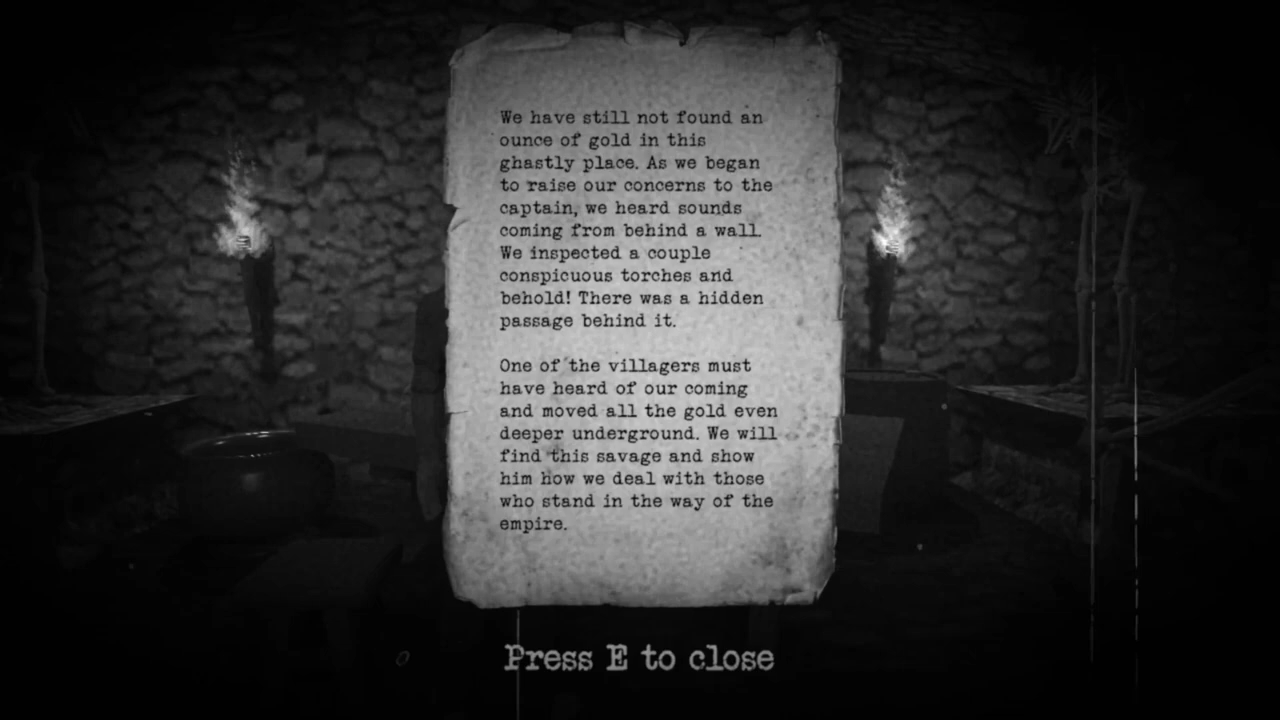 We have still not found an
ounce of gold in this
ghastly place. As we began
to raise our concerns to the
captain, we heard sounds
coming from behind a wall.
We inspected a couple
conspicuous torches and
behold! There was a hidden
passage behind it.
One of the villagers must
have heard of our coming
and moved all the gold even
deeper underground. We will
find this savage and show
him how we deal with those
who stand in the way of the
empire.
Press E to close